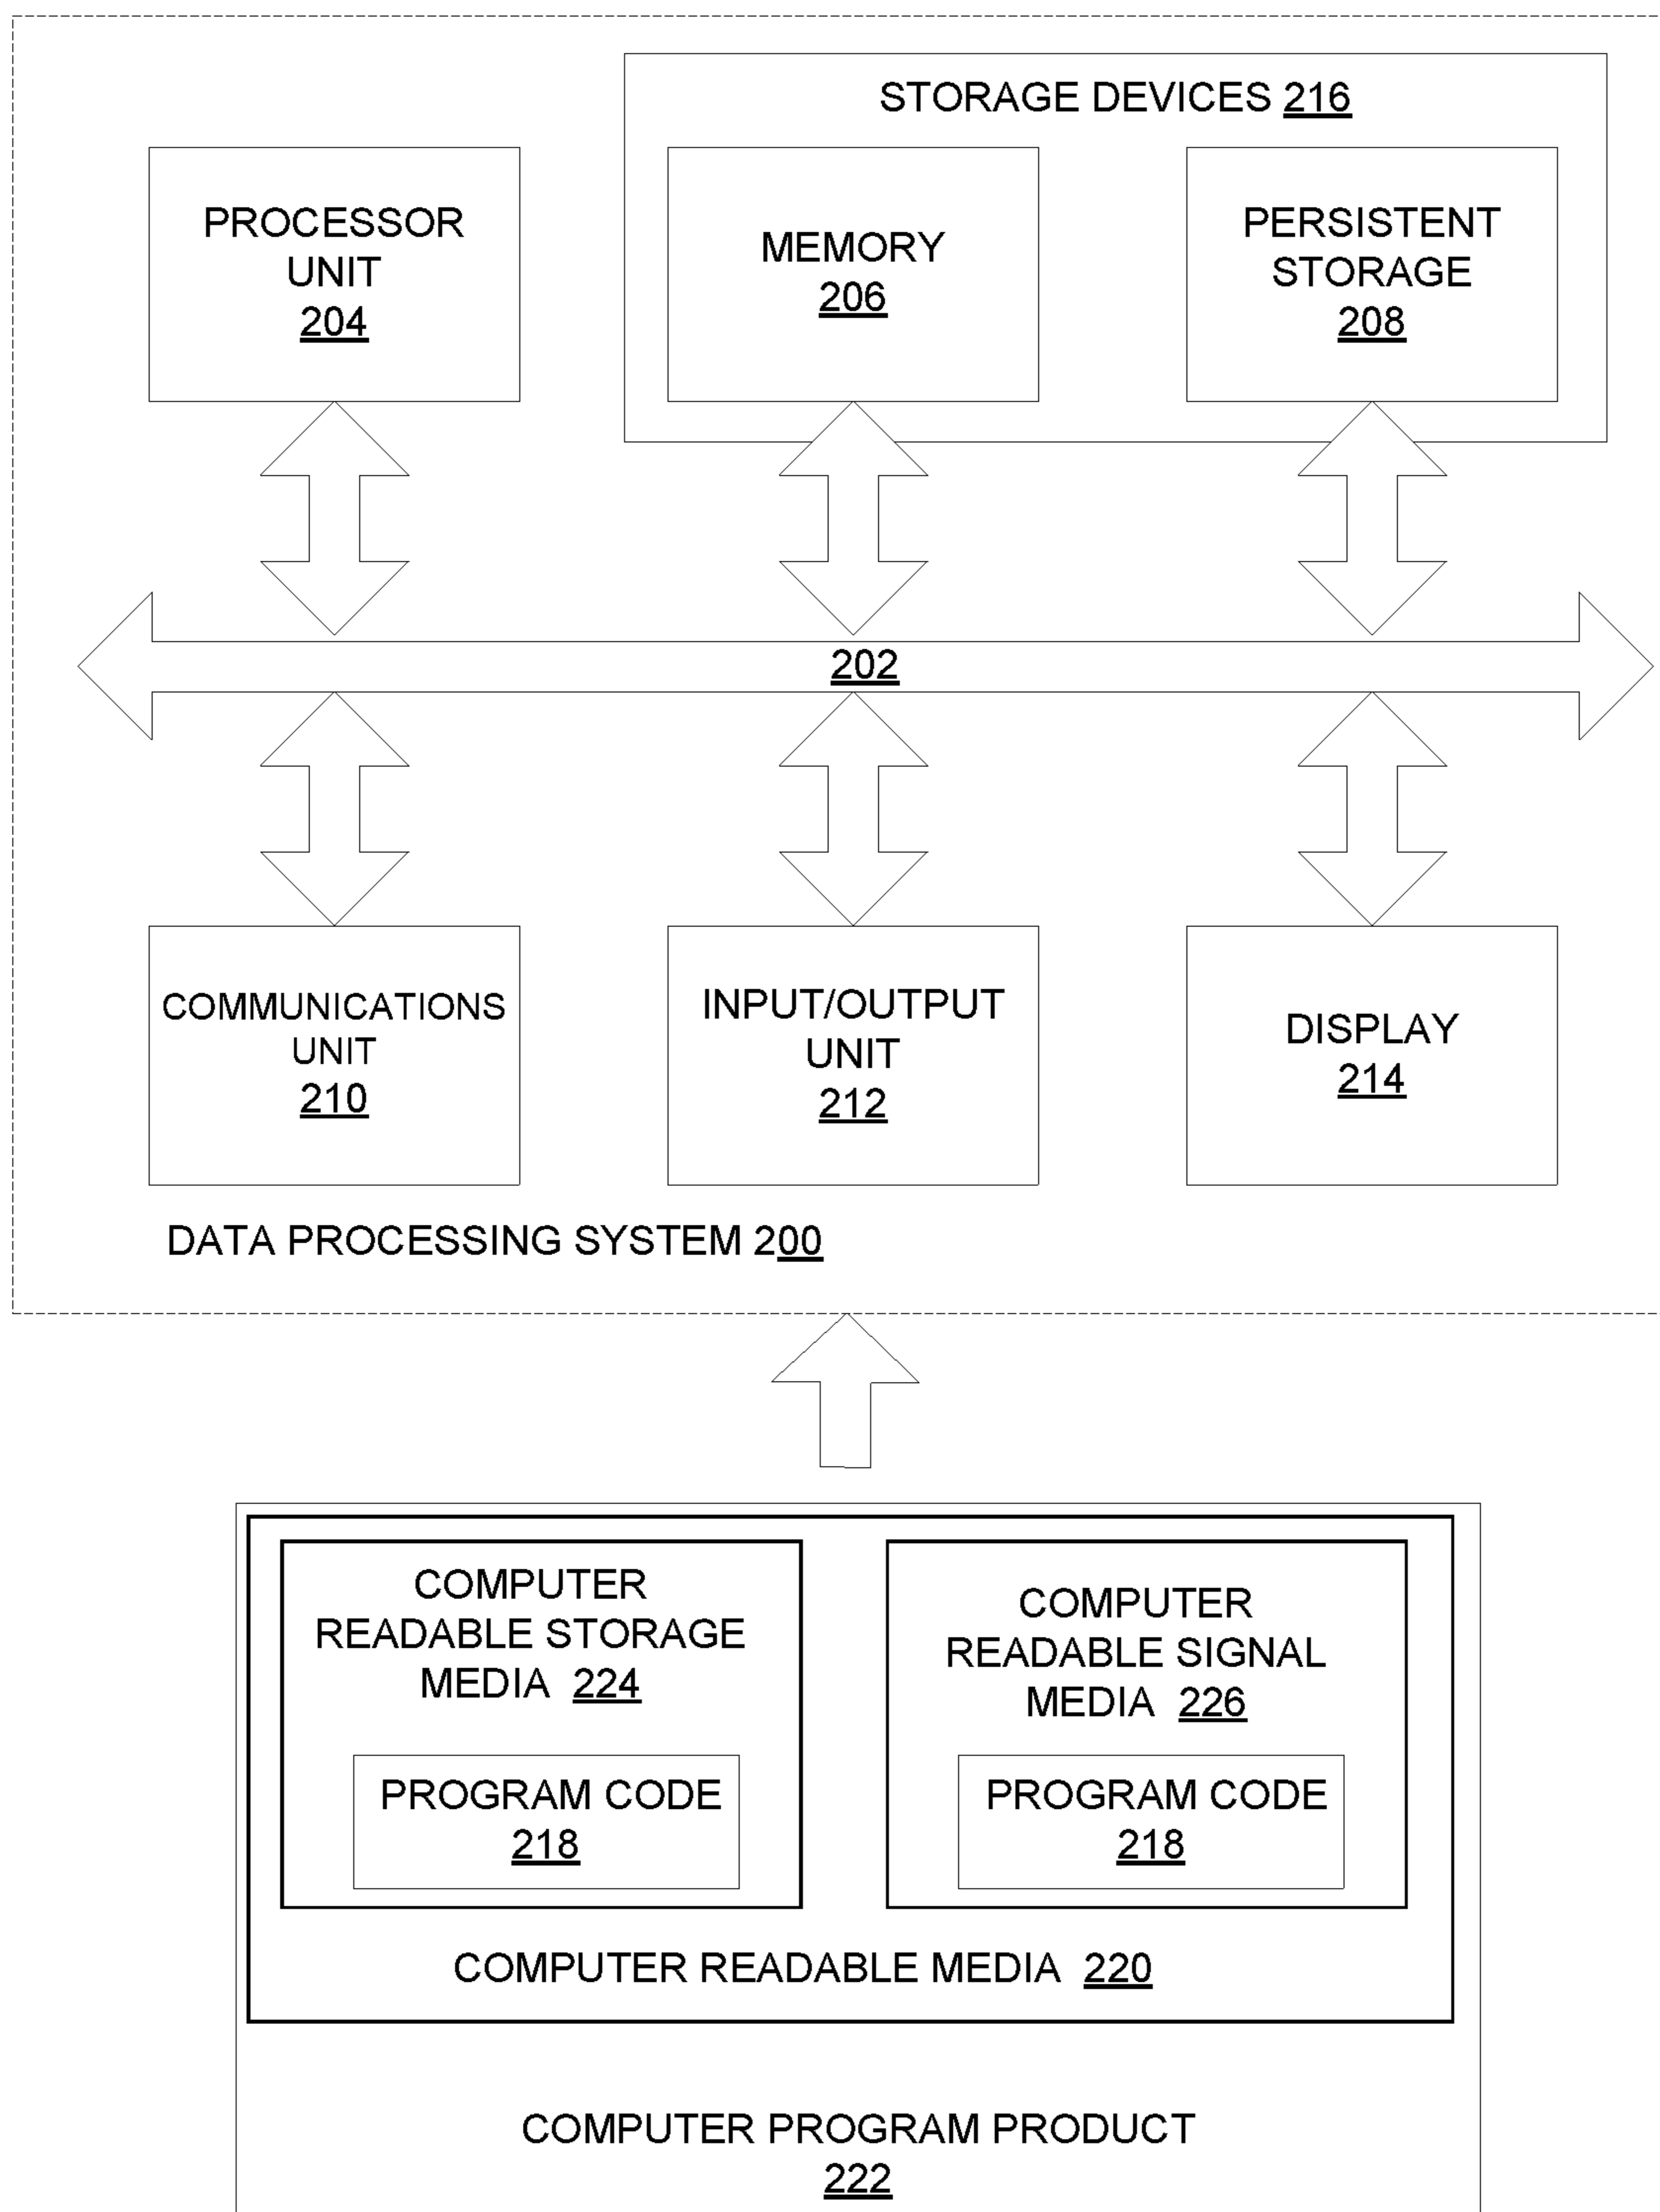 STORAGE DEVICES 216
PROCESSOR
UNIT
204
MEMORY
206
PERSISTENT
STORAGE
208
202
COMMUNICATIONS
UNIT
210
INPUT/OUTPUT
UNIT
212
DISPLAY
214
DATA PROCESSING SYSTEM 200
COMPUTER
READABLE STORAGE
MEDIA 224
PROGRAM CODE
218
COMPUTER
READABLE SIGNAL
MEDIA 226
PROGRAM CODE
218
COMPUTER READABLE MEDIA 220
COMPUTER PROGRAM PRODUCT
222